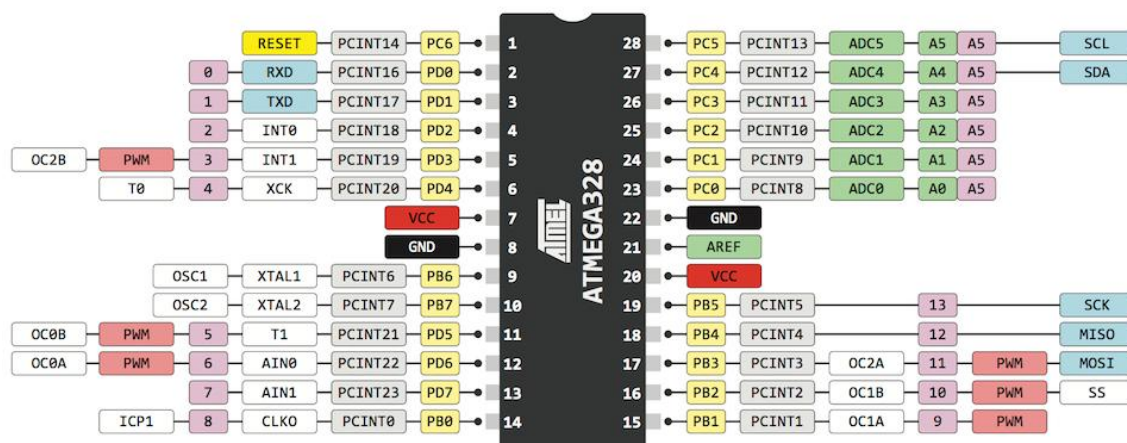 RESET PCINT14 PC6 1 28 PC5 PCINT13 ADC5 A5 A5 SCL
0 RXD PCINT16 PD0 2 27 PC4 PCINT12 ADC4 A4 A5 SDA
1 TXD PCINT17 PD1 3 26 PC3 PCINT11 ADC3 A3 A5
2 INT0 PCINT18 PD2 4 25 PC2 PCINT10 ADC2 A2 A5
OC2B PWM 3 INT1 PCINT19 PD3 5 24 PC1 PCINT9 ADC1 A1 A5
T0 4 XCK PCINT20 PD4 6 23 PC0 PCINT8 ADC0 A0 A5
VCC 7 22 GND
GND 8 21 AREF
OSC1 XTAL1 PCINT6 PB6 9 20 VCC
OSC2 XTAL2 PCINT7 PB7 10 19 PB5 PCINT5 13 SCK
OC0B PWM 5 T1 PCINT21 PD5 11 18 PB4 PCINT4 12 MISO
OC0A PWM 6 AIN0 PCINT22 PD6 12 17 PB3 PCINT3 OC2A 11 PWM MOSI
7 AIN1 PCINT23 PD7 13 16 PB2 PCINT2 OC1B 10 PWM SS
ICP1 8 CLKO PCINT0 PB0 14 15 PB1 PCINT1 OC1A 9 PWM
ATMEL
ATMEGA328